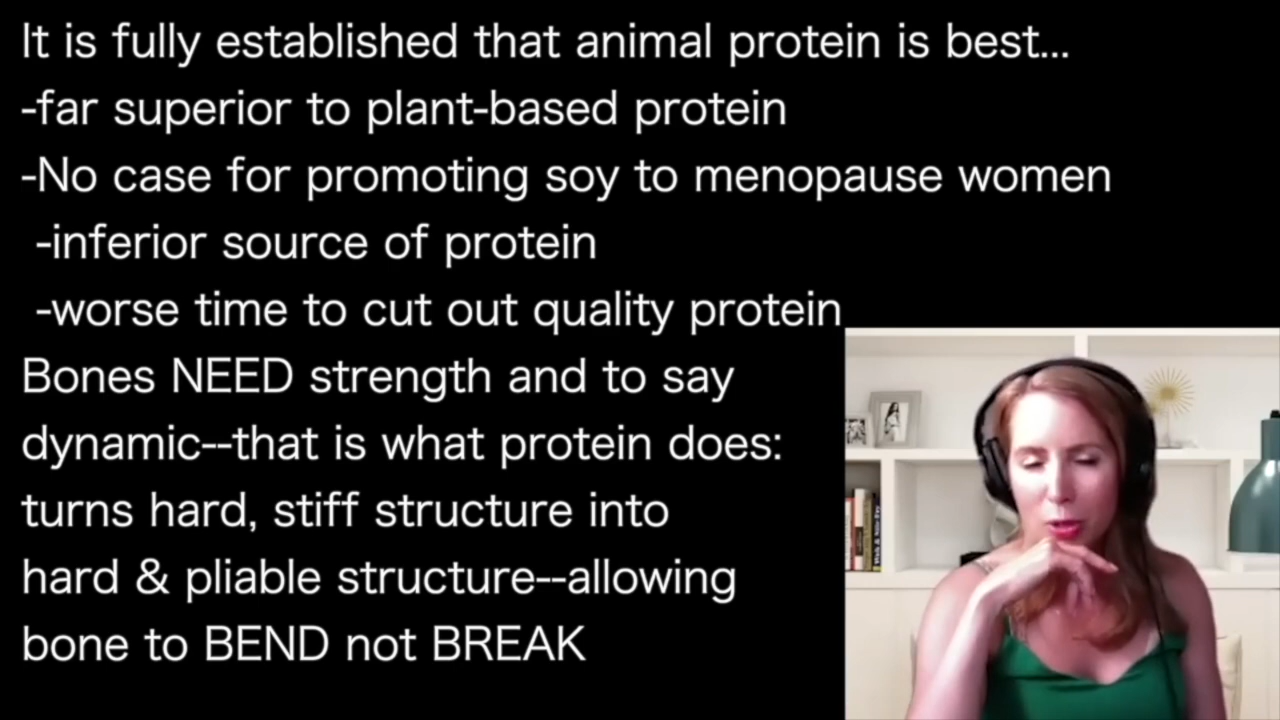 It is fully established that animal protein is best...
-far superior to plant-based protein
-No case for promoting soy to menopause women
-inferior source of protein
-worse time to cut out quality protein
Bones NEED strength and to say
dynamic--that is what protein does:
turns hard, stiff structure into
hard & pliable structure--allowing
bone to BEND not BREAK